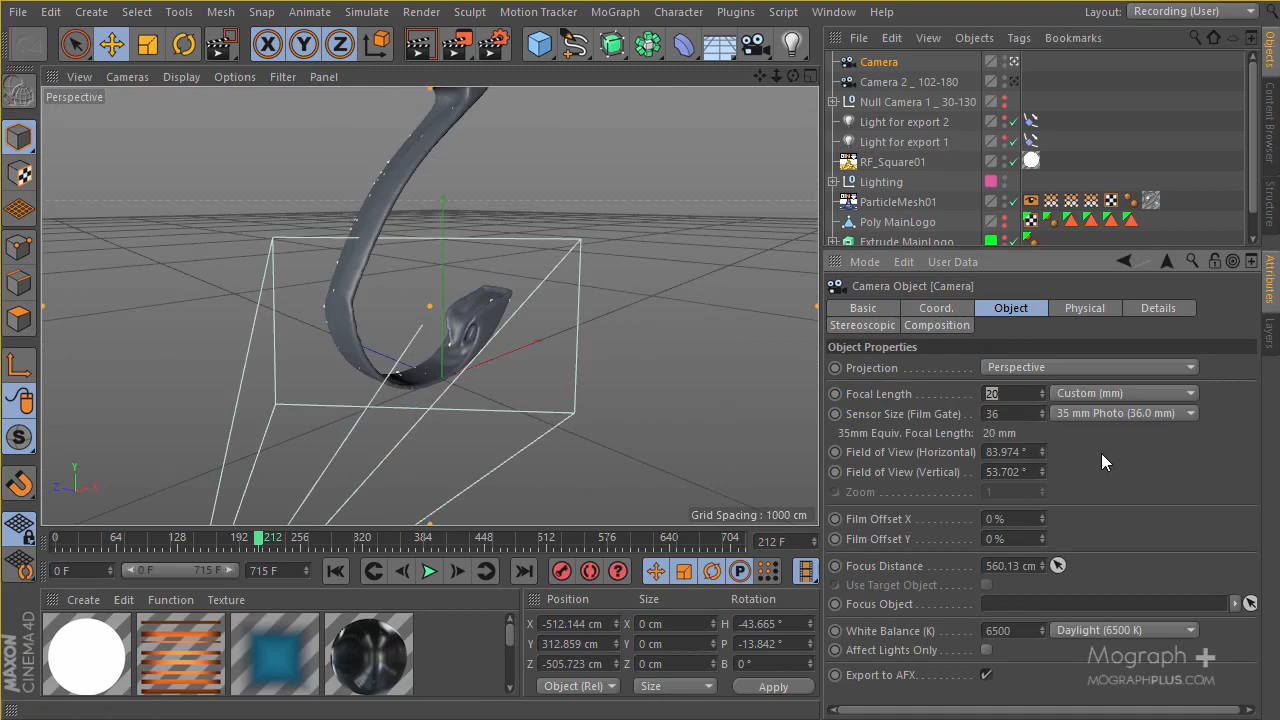 File Edit Create Select Tools Mesh Snap Animate Simulate Render Sculpt Motion Tracker MoGraph Character Plugins Script Window Help Layout: Recording (User)
X Y Z
File Edit View Objects Tags Bookmarks
View Cameras Display Options Filter Panel
Perspective
Camera
Camera 2 _ 102-180
Null Camera 1 _ 30-130
Light for export 2
Light for export 1
RF_Square01
Lighting
ParticleMesh01
Poly MainLogo
Extrude MainLogo
Objects
Content Browser
Structure
Mode Edit User Data
Attributes
Layers
Camera Object [Camera]
Basic Coord. Object Physical Details
Stereoscopic Composition
Object Properties
Projection Perspective
Focal Length 20 Custom (mm)
Sensor Size (Film Gate) 36 35 mm Photo (36.0 mm)
35mm Equiv. Focal Length: 20 mm
Field of View (Horizontal) 83.974 °
Field of View (Vertical) 53.702 °
Zoom 1
Film Offset X 0 %
Film Offset Y 0 %
Focus Distance 560.13 cm
Use Target Object
Focus Object
White Balance (K) 6500 Daylight (6500 K)
Affect Lights Only
Export to AFX
Y
Z X
Grid Spacing : 1000 cm
0 64 128 192 212 256 320 384 448 512 576 640 704 212 F
0 F 0 F 715 F 715 F
Create Edit Function Texture
Position Size Rotation
X -512.144 cm X 0 cm H -43.665 °
Y 312.859 cm Y 0 cm P -13.842 °
Z -505.723 cm Z 0 cm B 0 °
Object (Rel) Size Apply
MAXON
CINEMA 4D
Mograph +
MOGRAPHPLUS.COM